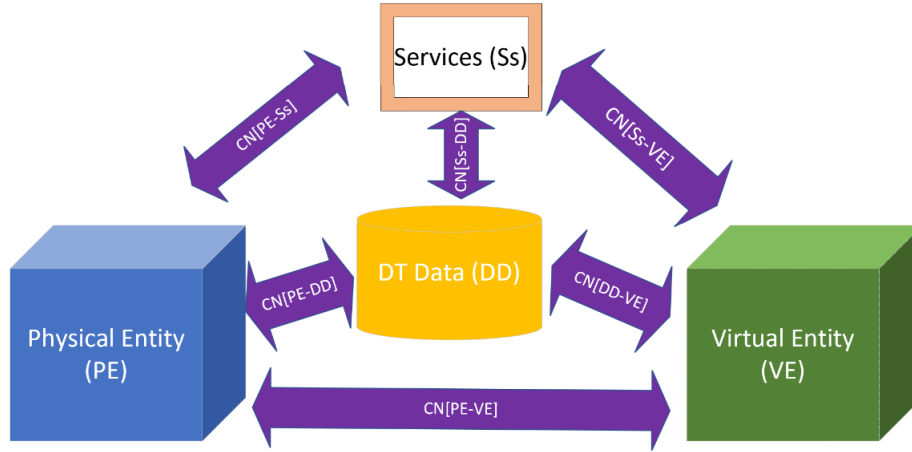 Services (Ss)
CN[PE-Ss]
CN[Ss-DD]
CN[Ss-VE]
DT Data (DD)
CN[PE-DD]
CN[DD-VE]
Physical Entity
(PE)
Virtual Entity
(VE)
CN[PE-VE]